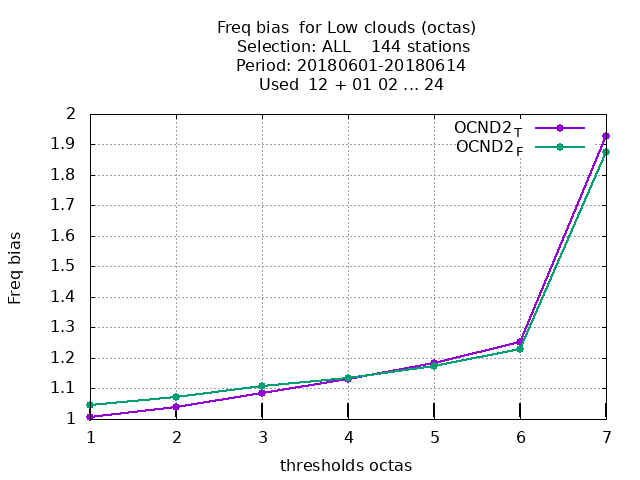 Freq bias  for Low clouds (octas)
Selection: ALL    144 stations
Period: 20180601-20180614
Used  12 + 01 02 ... 24
OCND2T
OCND2F
2
1.9
1.8
1.7
1.6
1.5
1.4
1.3
1.2
1.1
1
Freq bias
1 2 3 4 5 6 7
thresholds octas